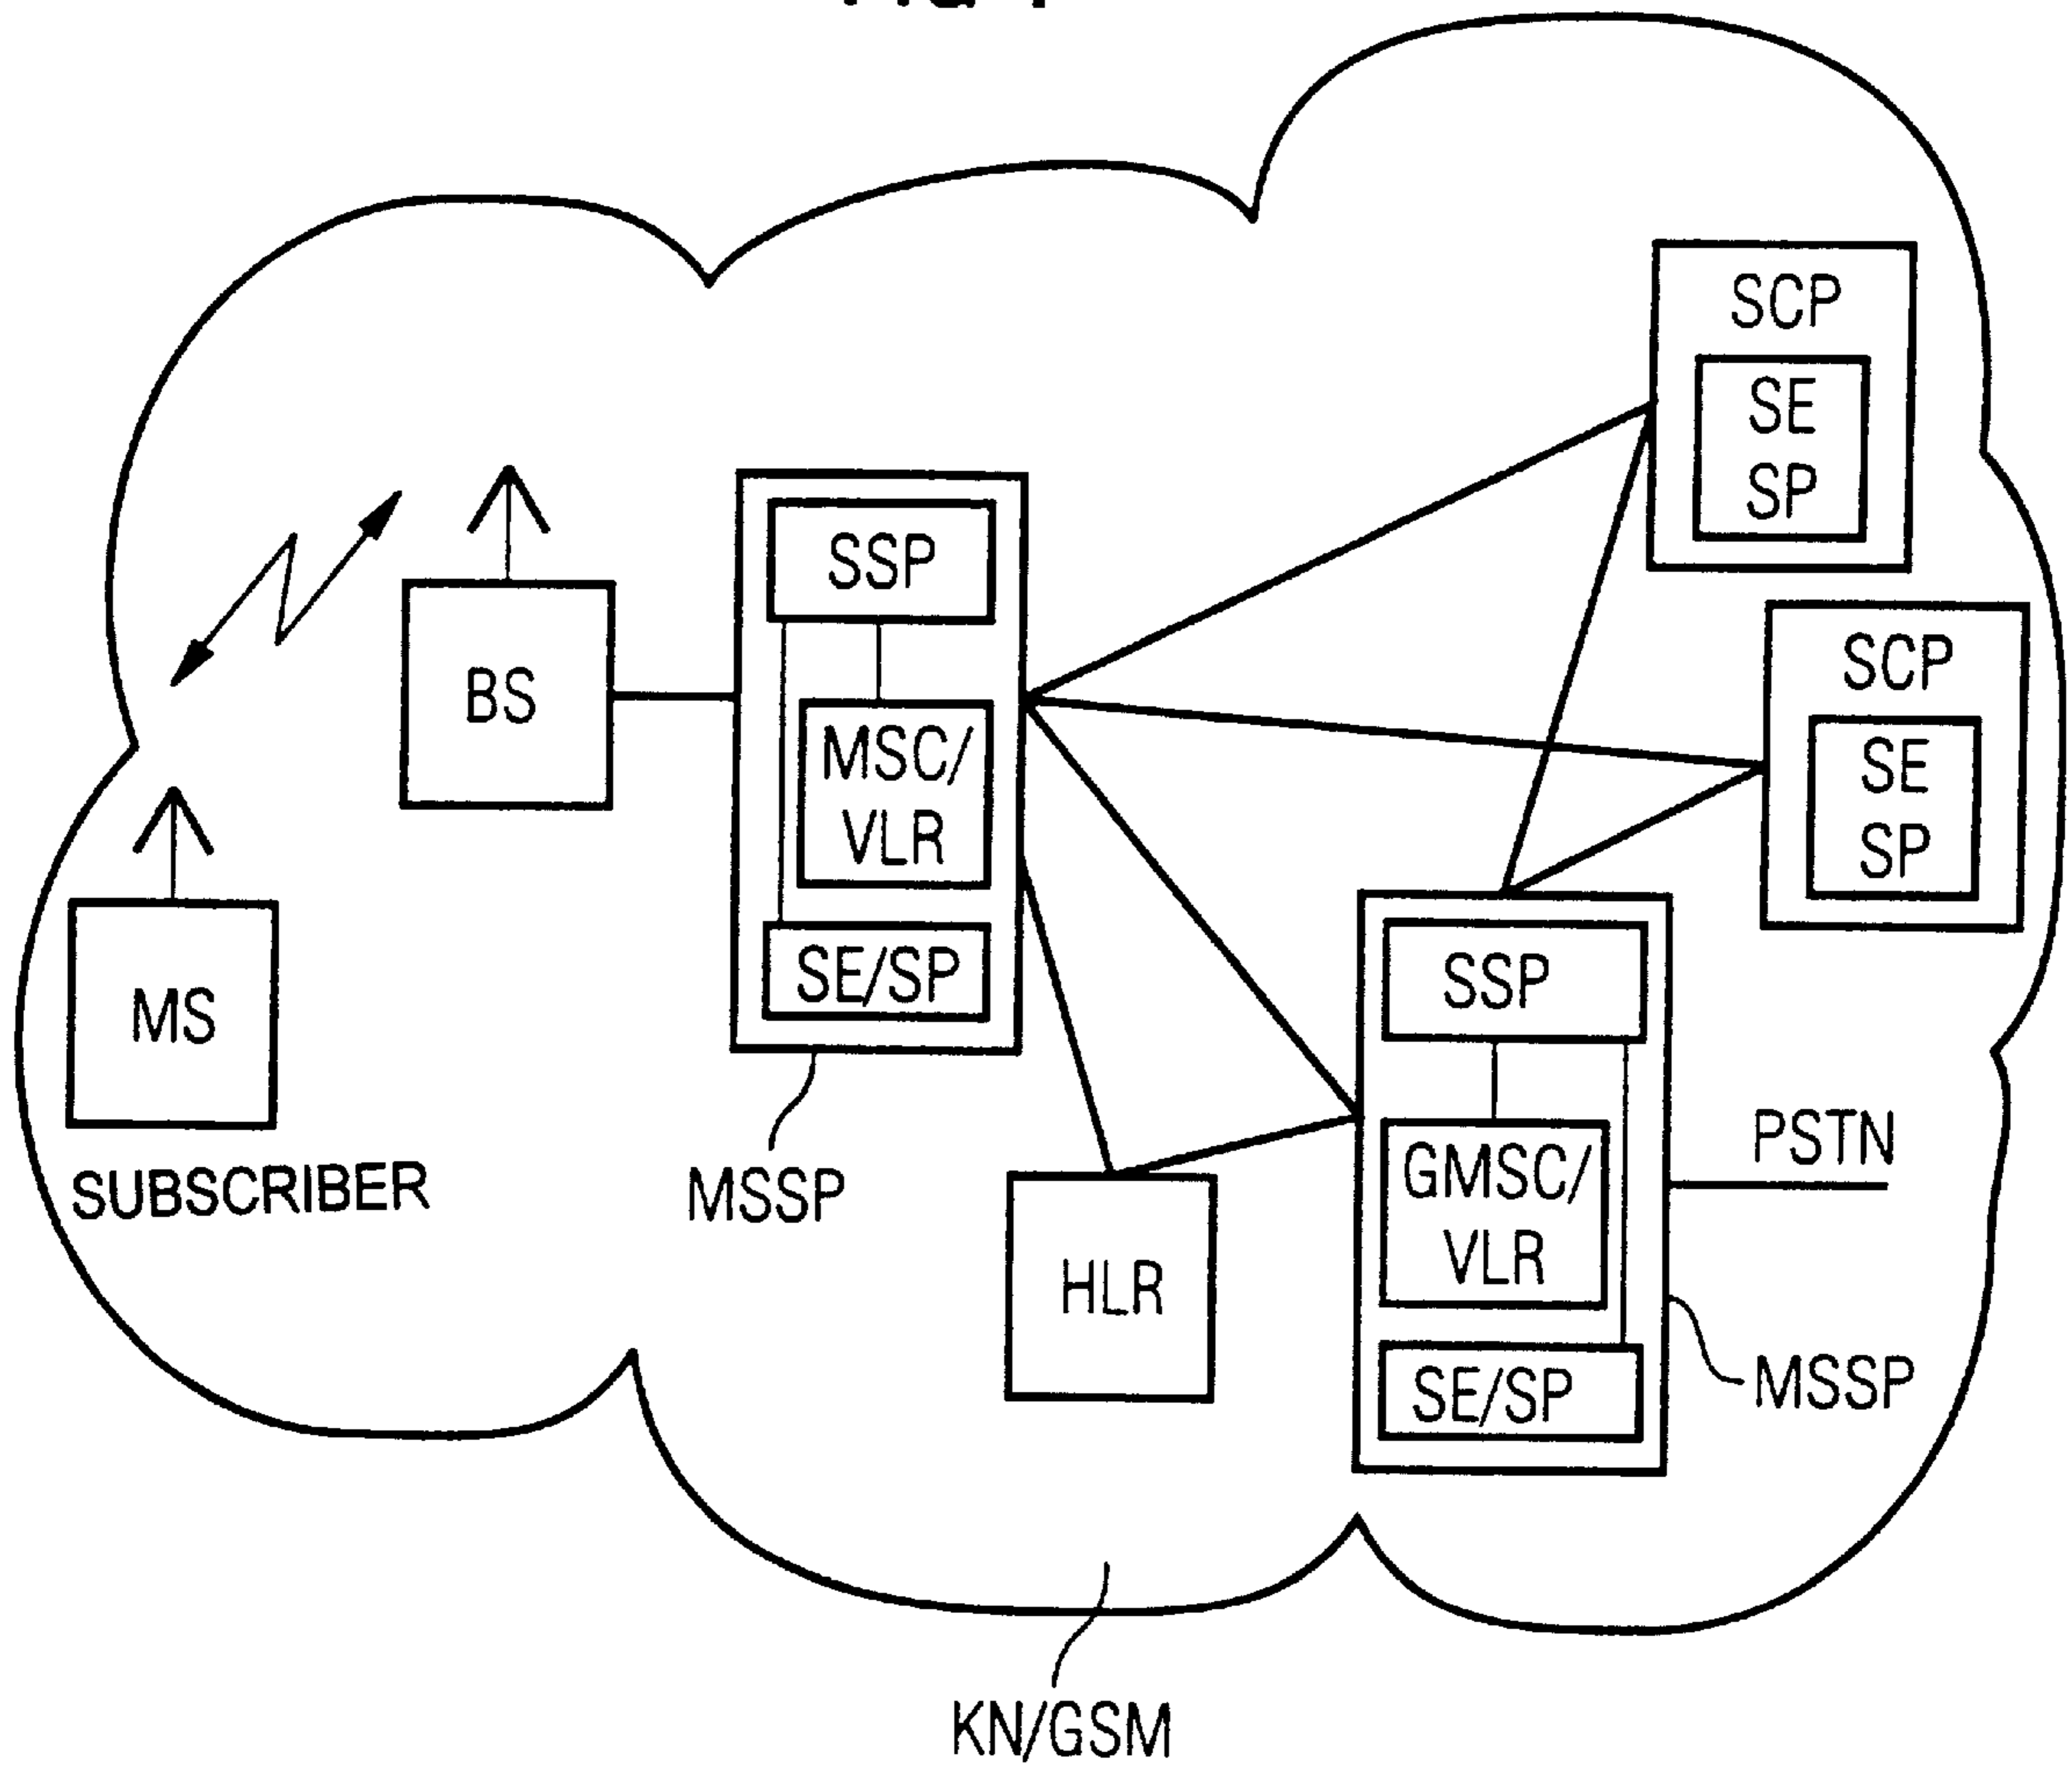 SCP
SE
SP
SSP
SCP
BS
MSC/
VLR
SE
SP
SE/SP
SSP
MS
PSTN
SUBSCRIBER
MSSP
GMSC/
VLR
HLR
SE/SP
MSSP
KN/GSM